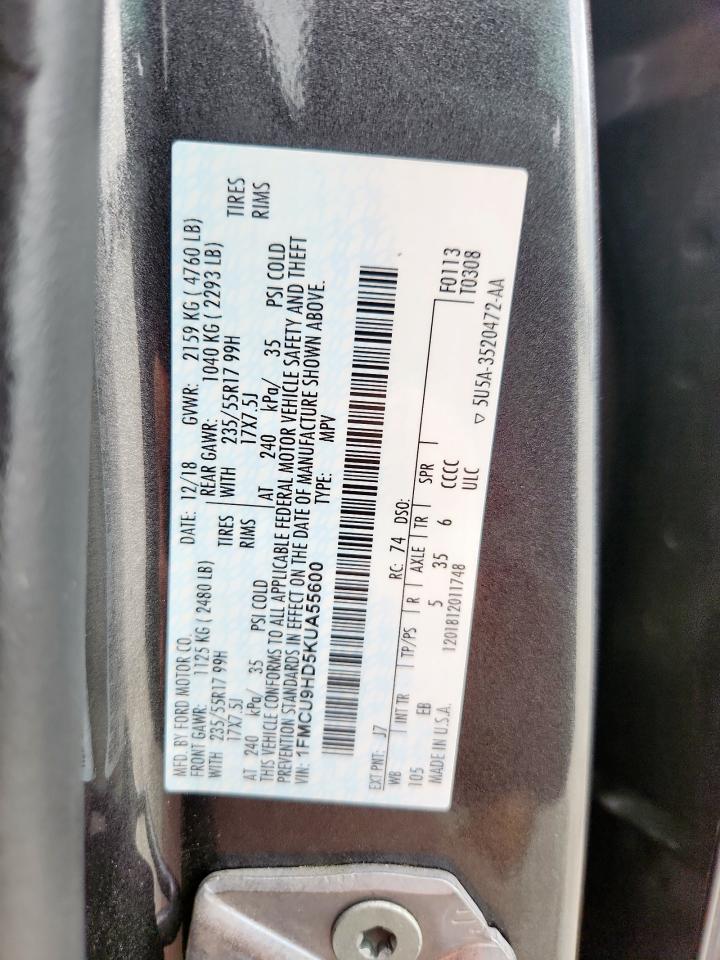 MFD. BY FORD MOTOR CO.
DATE: 12/18 GVWR: 2159 KG ( 4760 LB)
FRONT GAWR: 1125 KG ( 2480 LB)
REAR GAWR: 1040 KG ( 2293 LB)
WITH 235/55R17 99H TIRES
WITH 235/55R17 99H TIRES
17X7.5J RIMS
17X7.5J RIMS
AT 240 kPa/ 35 PSI COLD
AT 240 kPa/ 35 PSI COLD
THIS VEHICLE CONFORMS TO ALL APPLICABLE FEDERAL MOTOR VEHICLE SAFETY AND THEFT
PREVENTION STANDARDS IN EFFECT ON THE DATE OF MANUFACTURE SHOWN ABOVE.
VIN: 1FMCU9HD5KUA55600 TYPE: MPV
EXT PNT: J7 RC: 74 DSO:
WB INT TR TP/PS R AXLE TR SPR
105 EB 5 35 6 CCCC
F0113
T0308
MADE IN U.S.A. 1201812011748 ULC
▽ 5U5A-3520472-AA